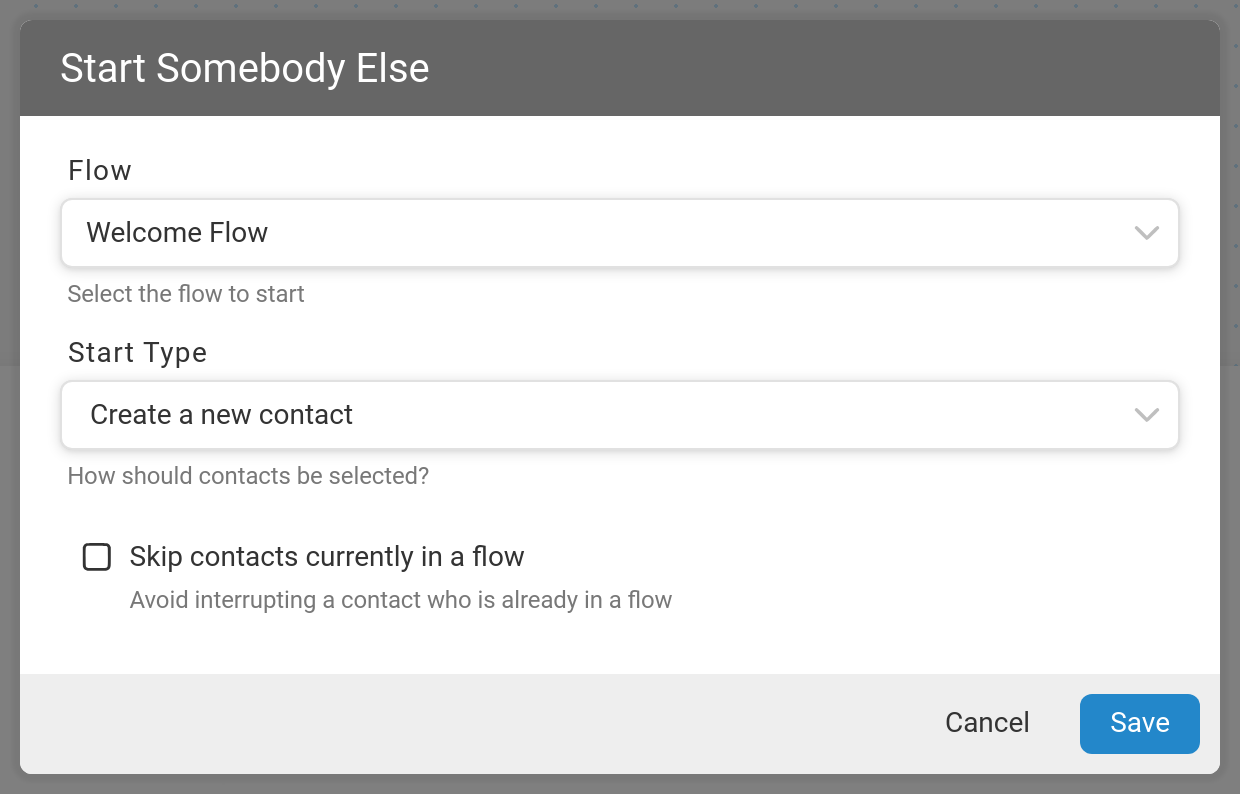 Start Somebody Else
Flow
Welcome Flow
Select the flow to start
Start Type
Create a new contact
How should contacts be selected?
Skip contacts currently in a flow
Avoid interrupting a contact who is already in a flow
Cancel
Save